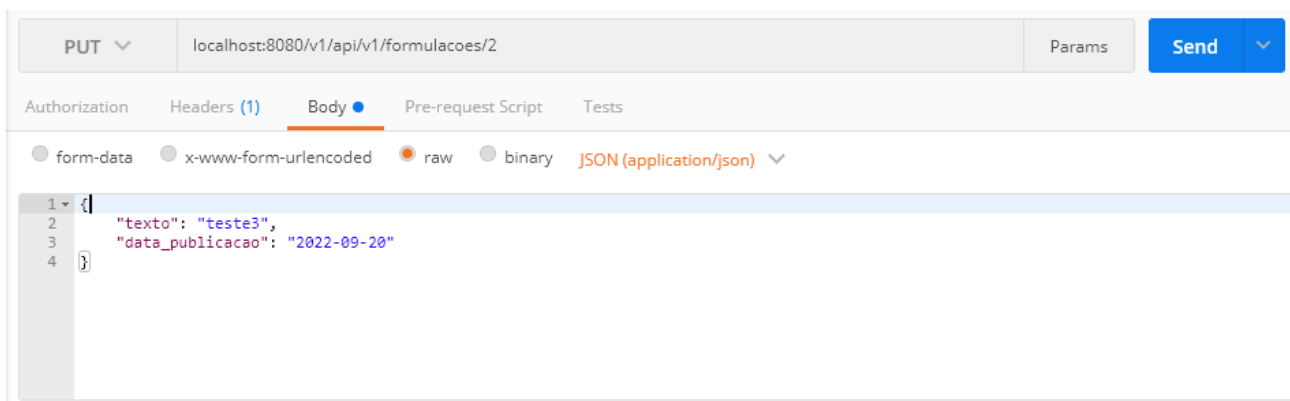 PUT localhost:8080/v1/api/v1/formulacoes/2 Params Send
Authorization Headers (1) Body Pre-request Script Tests
form-data x-www-form-urlencoded raw binary JSON (application/json)
1 {
2 "texto": "teste3",
3 "data_publicacao": "2022-09-20"
4 }